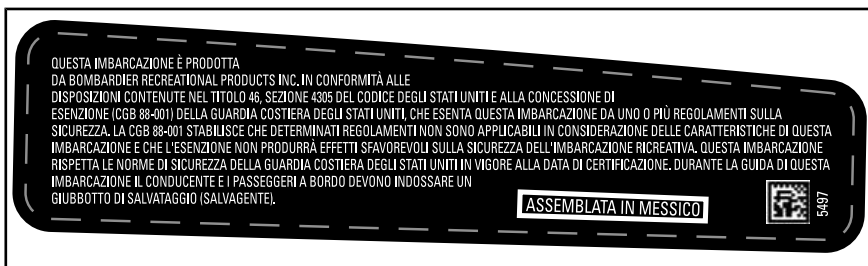 QUESTA IMBARCAZIONE È PRODOTTA
DA BOMBARDIER RECREATIONAL PRODUCTS INC. IN CONFORMITÀ ALLE
DISPOSIZIONI CONTENUTE NEL TITOLO 46, SEZIONE 4305 DEL CODICE DEGLI STATI UNITI E ALLA CONCESSIONE DI
ESENZIONE (CGB 88-001) DELLA GUARDIA COSTIERA DEGLI STATI UNITI, CHE ESENTA QUESTA IMBARCAZIONE DA UNO O PIÙ REGOLAMENTI SULLA
SICUREZZA. LA CGB 88-001 STABILISCE CHE DETERMINATI REGOLAMENTI NON SONO APPLICABILI IN CONSIDERAZIONE DELLE CARATTERISTICHE DI QUESTA
IMBARCAZIONE E CHE L'ESENZIONE NON PRODURRÀ EFFETTI SFAVOREVOLI SULLA SICUREZZA DELL'IMBARCAZIONE RICREATIVA. QUESTA IMBARCAZIONE
RISPETTA LE NORME DI SICUREZZA DELLA GUARDIA COSTIERA DEGLI STATI UNITI IN VIGORE ALLA DATA DI CERTIFICAZIONE. DURANTE LA GUIDA DI QUESTA
IMBARCAZIONE IL CONDUCENTE E I PASSEGGERI A BORDO DEVONO INDOSSARE UN
GIUBBOTTO DI SALVATAGGIO (SALVAGENTE).
ASSEMBLATA IN MESSICO
5497